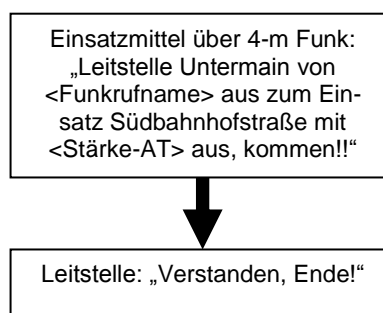 Einsatzmittel über 4-m Funk:
„Leitstelle Untermain von
<Funkrufname> aus zum Ein-
satz Südbahnhofstraße mit
<Stärke-AT> aus, kommen!!“
Leitstelle: „Verstanden, Ende!“